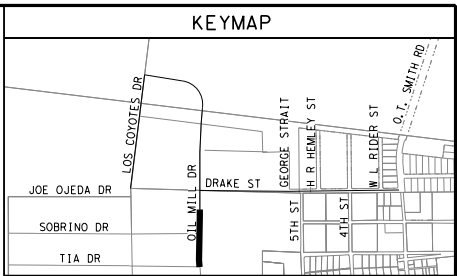 KEYMAP
LOS COYOTES DR
OIL MILL DR
GEORGE STRAIT
H R HEMLEY ST
W L RIDER ST
O. T. SMITH RD
DRAKE ST
JOE OJEDA DR
SOBRINO DR
TIA DR
5TH ST
4TH ST